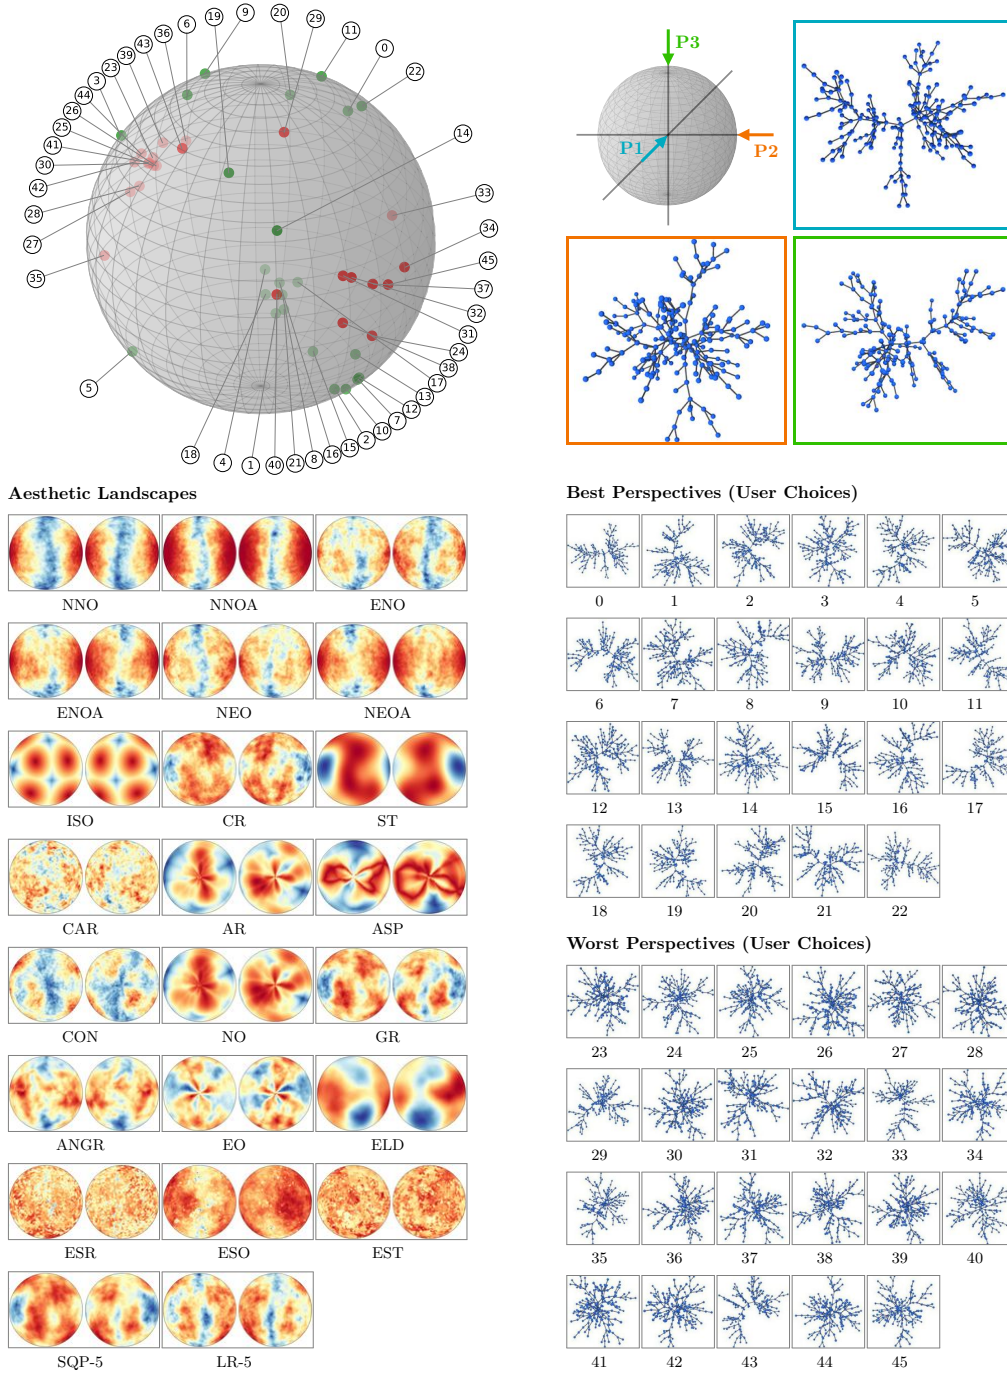 6 19 9 20 29 11 0 22
36
43
39
23
3
44
26
25
41
30
42
28
27
35
5
14
33
34
45
37
32
31
24
38
17
13
12
7
10
2
15
16
8
21
40
1
4
18
P3
P1
P2
Aesthetic Landscapes
NNO NNOA ENO
ENOA NEO NEOA
ISO CR ST
CAR AR ASP
CON NO GR
ANGR EO ELD
ESR ESO EST
SQP-5 LR-5
Best Perspectives (User Choices)
0 1 2 3 4 5
6 7 8 9 10 11
12 13 14 15 16 17
18 19 20 21 22
Worst Perspectives (User Choices)
23 24 25 26 27 28
29 30 31 32 33 34
35 36 37 38 39 40
41 42 43 44 45